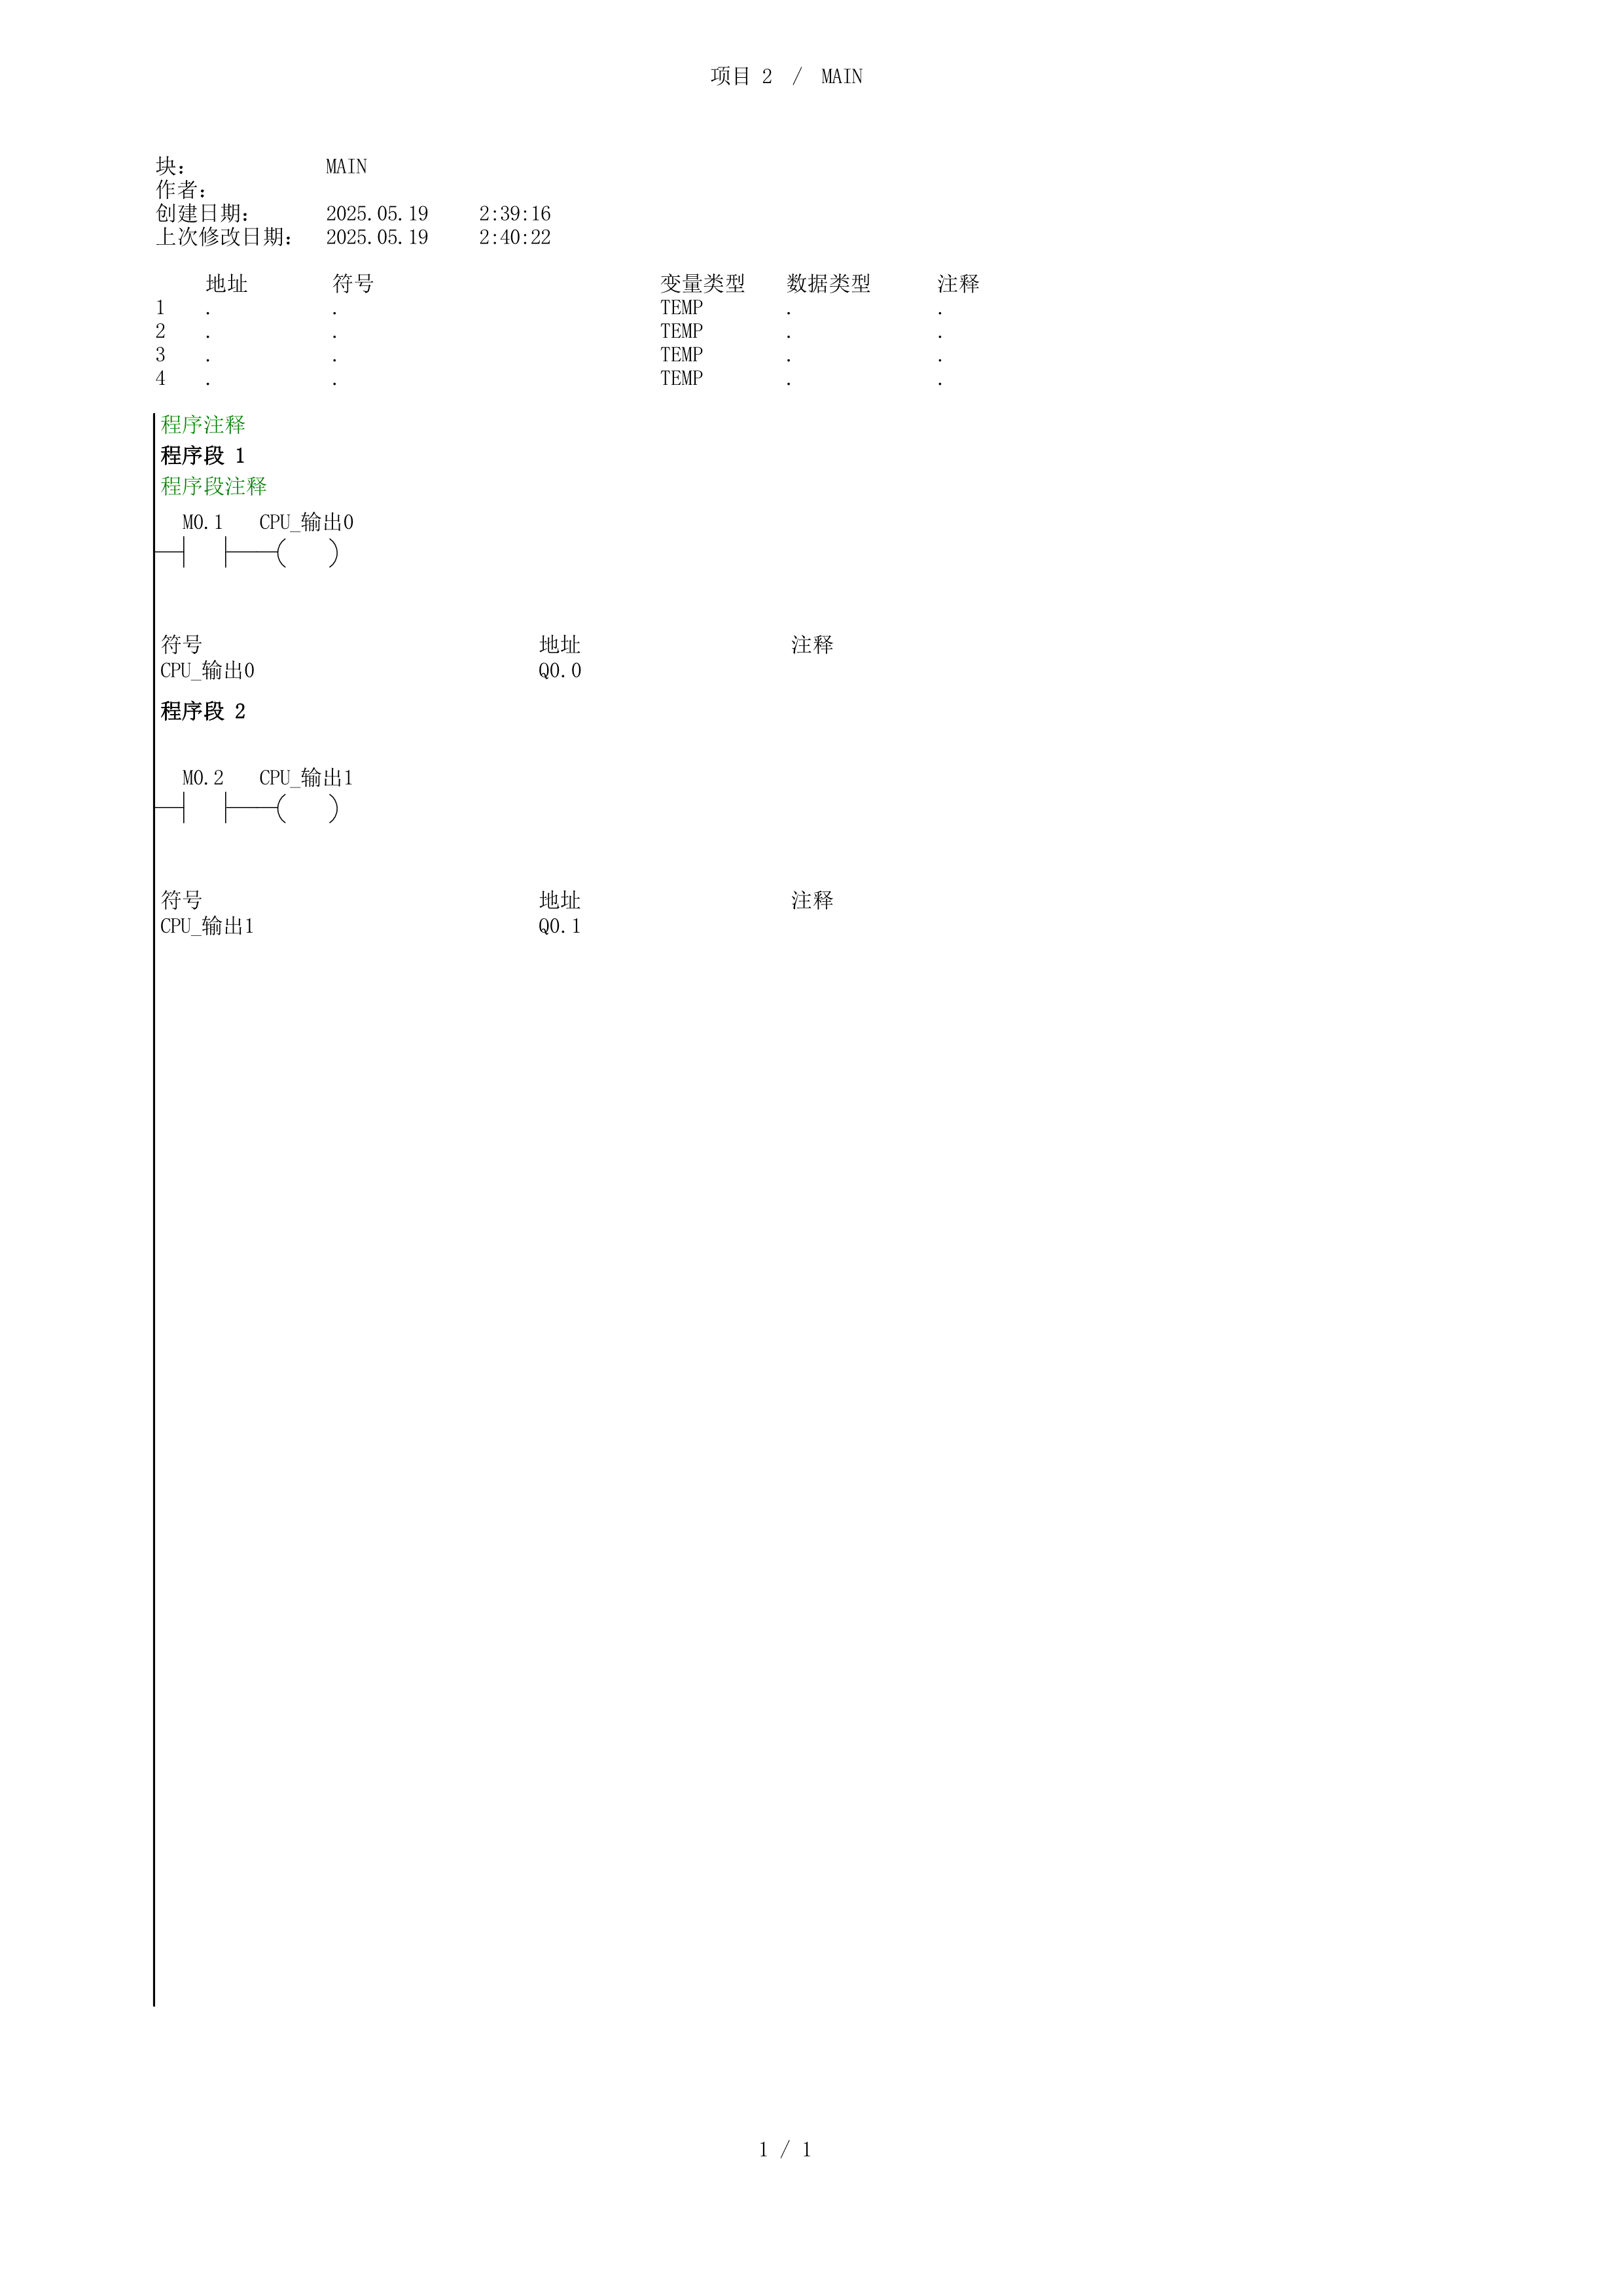 项目 2 / MAIN
块: MAIN
作者:
创建日期: 2025.05.19 2:39:16
上次修改日期: 2025.05.19 2:40:22
地址 符号 变量类型 数据类型 注释
1 . . TEMP . .
2 . . TEMP . .
3 . . TEMP . .
4 . . TEMP . .
程序注释
程序段 1
程序段注释
M0.1 CPU_输出0
符号 地址 注释
CPU_输出0 Q0.0
程序段 2
M0.2 CPU_输出1
符号 地址 注释
CPU_输出1 Q0.1
1 / 1